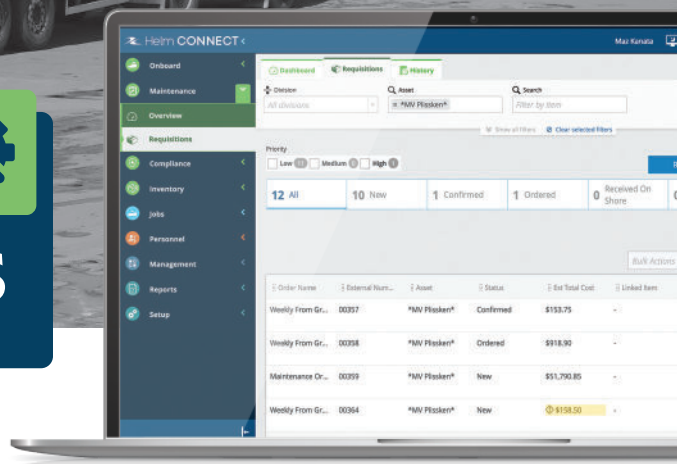 Helm CONNECT
Maz Kanata
Onboard
Maintenance
Overview
Requisitions
Compliance
Inventory
Jobs
Personnel
Management
Reports
Setup
Dashboard Requisitions History
Division Asset Search
All divisions × *MV Plissken* Filter by item
Show all filters Clear selected filters
Priority
Low 11 Medium 0 High 1
12 All 10 New 1 Confirmed 1 Ordered 0 Received On Shore
Bulk Actions
Order Name External Num... Asset Status Est Total Cost Linked Item
Weekly From Gr... 00357 *MV Plissken* Confirmed $153.75 -
Weekly From Gr... 00358 *MV Plissken* Ordered $918.90 -
Maintenance Or... 00359 *MV Plissken* New $51,790.85 -
Weekly From Gr... 00364 *MV Plissken* New $158.50 -
S